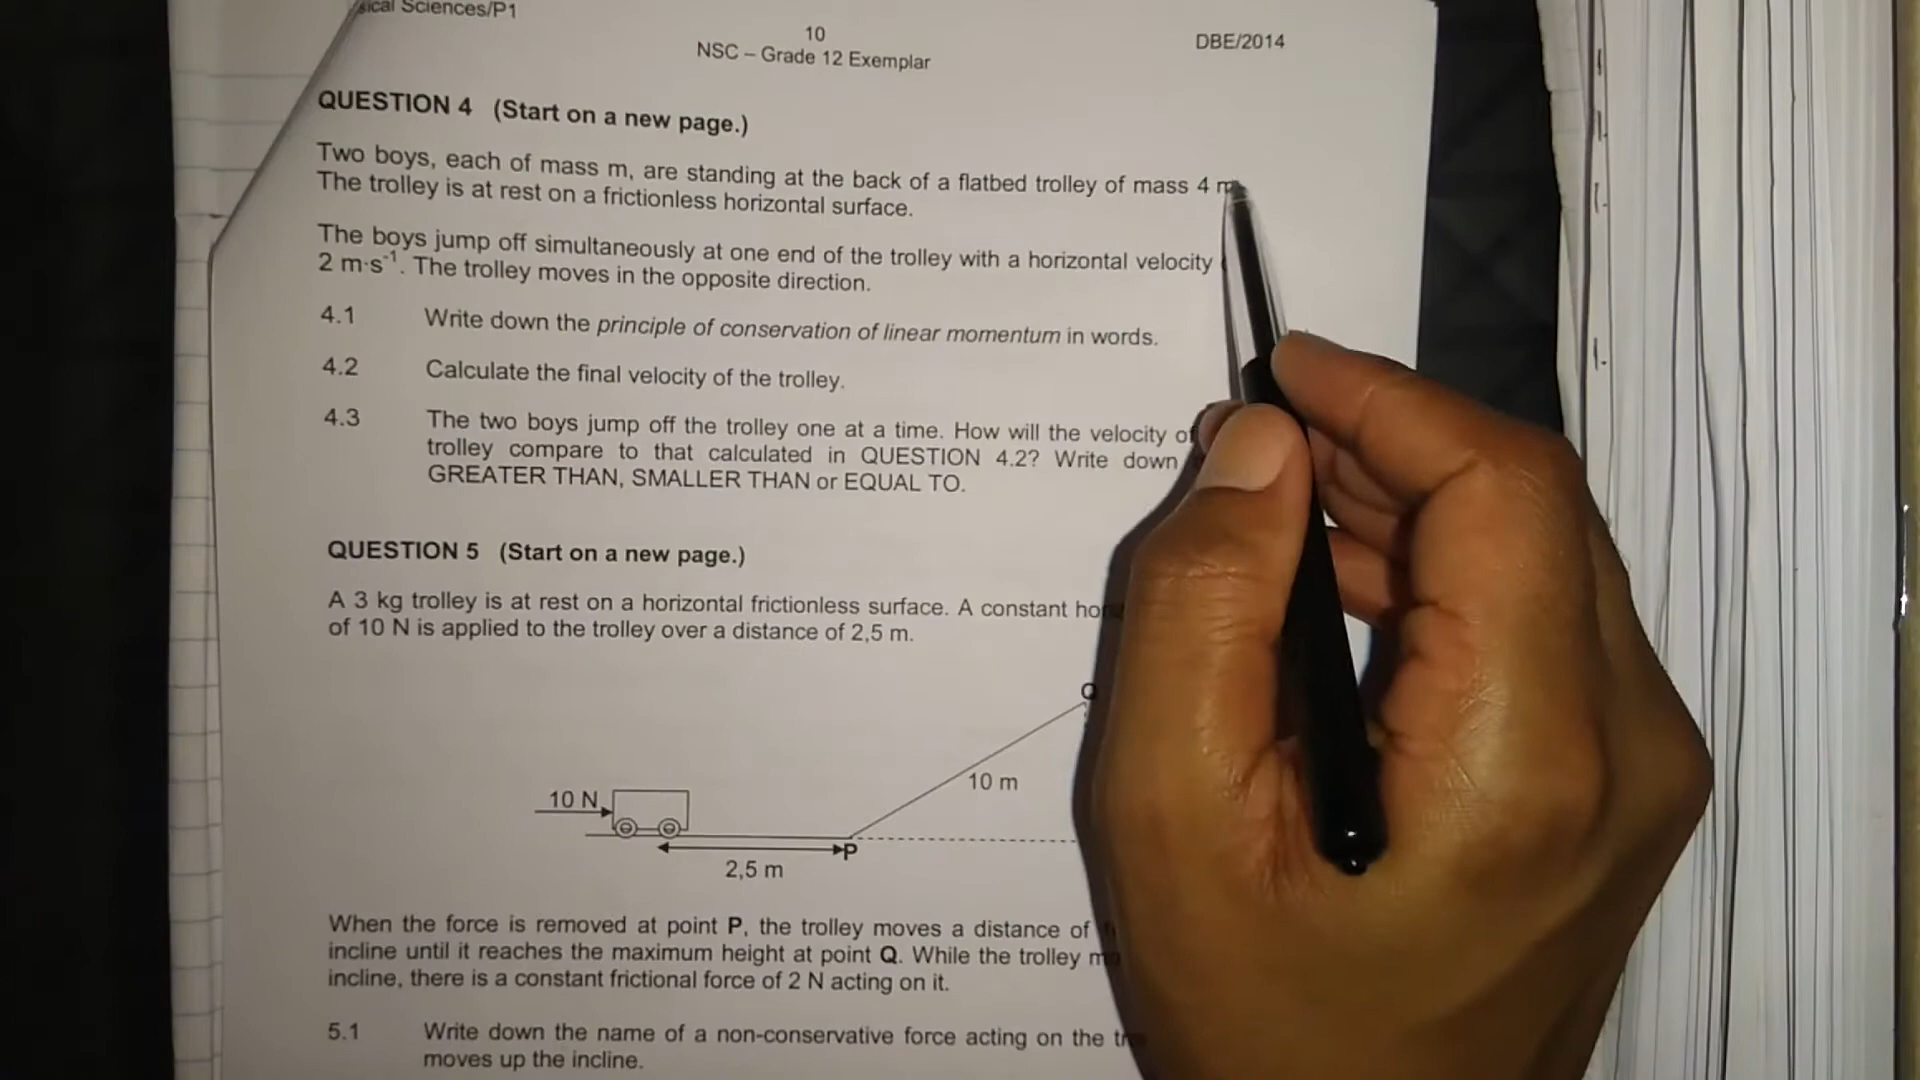 Sciences/P1
10
NSC – Grade 12 Exemplar
DBE/2014
QUESTION 4 (Start on a new page.)
Two boys, each of mass m, are standing at the back of a flatbed trolley of mass 4
The trolley is at rest on a frictionless horizontal surface.
The boys jump off simultaneously at one end of the trolley with a horizontal velocity
2 m·s⁻¹. The trolley moves in the opposite direction.
4.1 Write down the principle of conservation of linear momentum in words.
4.2 Calculate the final velocity of the trolley.
4.3 The two boys jump off the trolley one at a time. How will the velocity of
trolley compare to that calculated in QUESTION 4.2? Write down
GREATER THAN, SMALLER THAN or EQUAL TO.
QUESTION 5 (Start on a new page.)
A 3 kg trolley is at rest on a horizontal frictionless surface. A constant
of 10 N is applied to the trolley over a distance of 2,5 m.
Q
10 m
10 N
P
2,5 m
When the force is removed at point P, the trolley moves a distance of
incline until it reaches the maximum height at point Q. While the trolley
incline, there is a constant frictional force of 2 N acting on it.
5.1 Write down the name of a non-conservative force acting on the
moves up the incline.